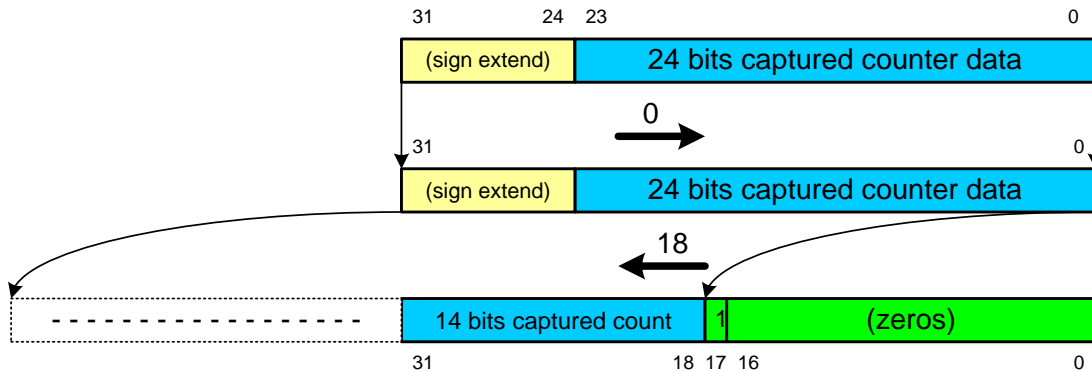 31 24 23 0
(sign extend) 24 bits captured counter data
0
31 0
(sign extend) 24 bits captured counter data
18
14 bits captured count 1 (zeros)
31 18 17 16 0